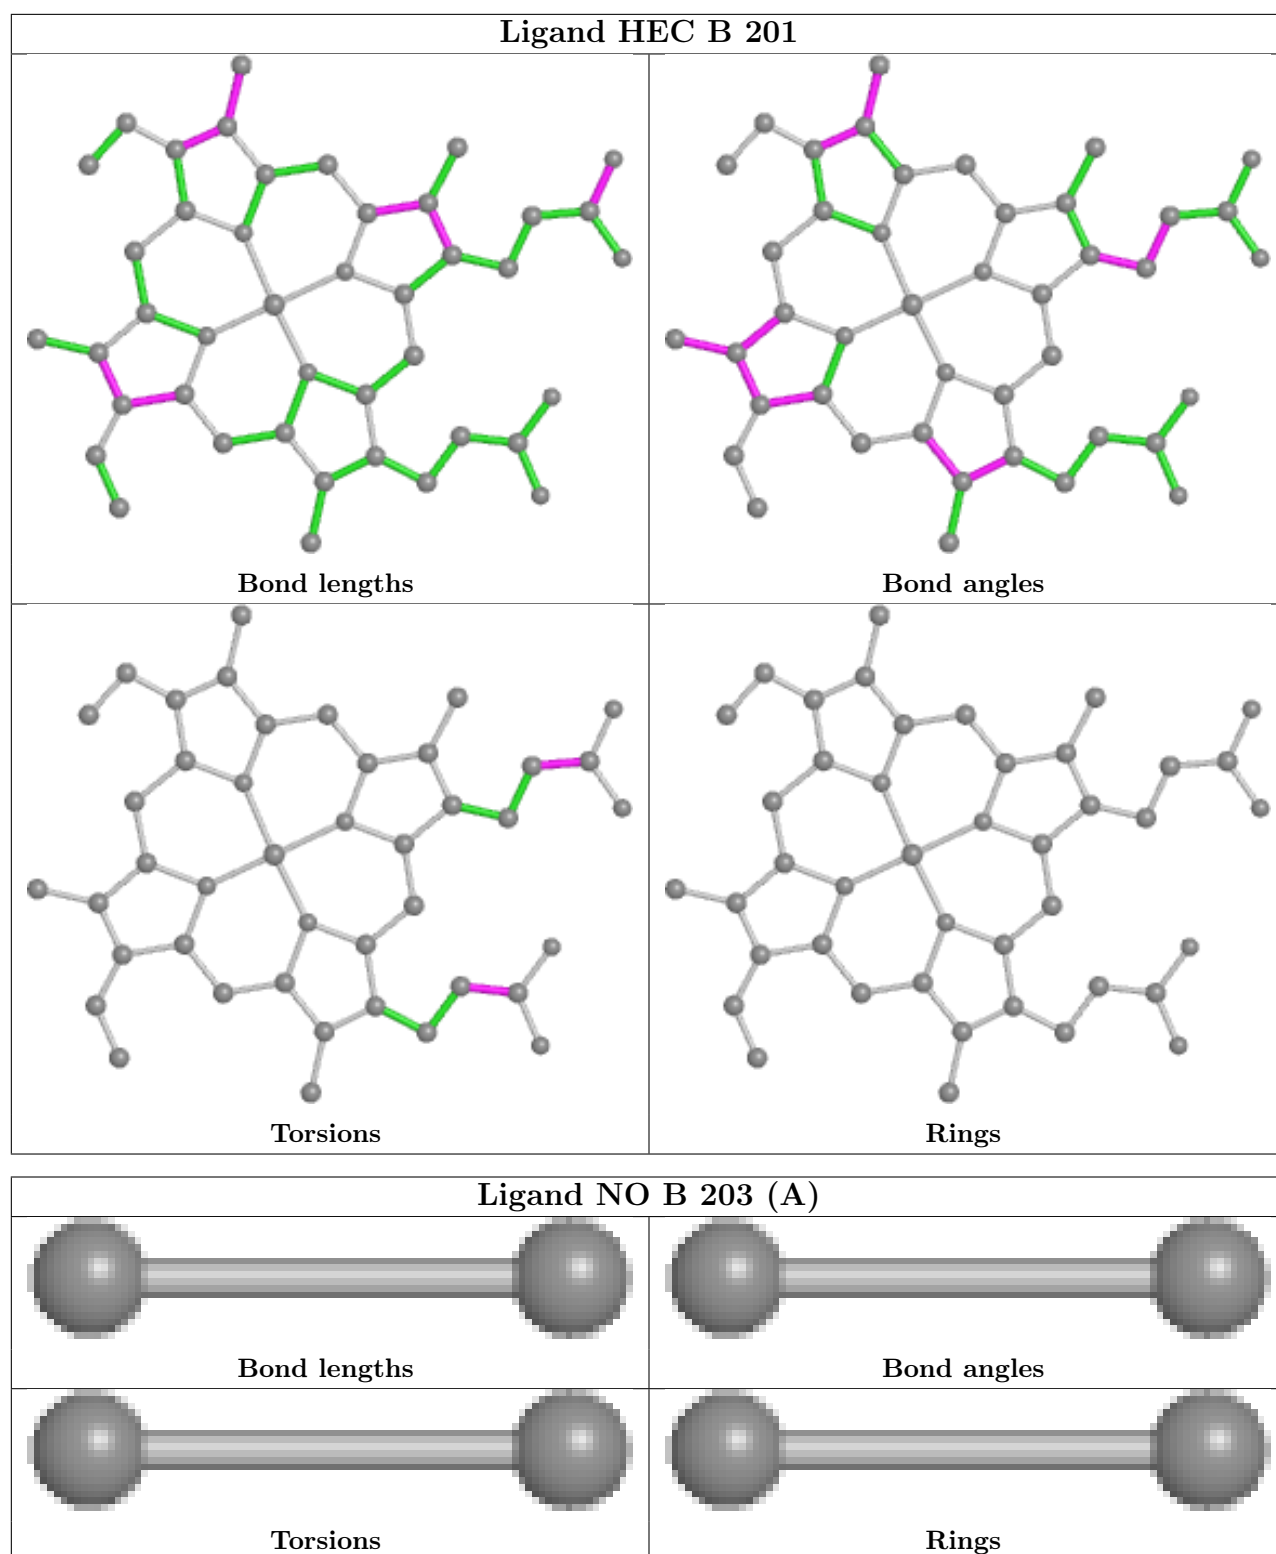 Ligand HEC B 201
Bond lengths
Bond angles
Torsions
Rings
Ligand NO B 203 (A)
Bond lengths
Bond angles
Torsions
Rings